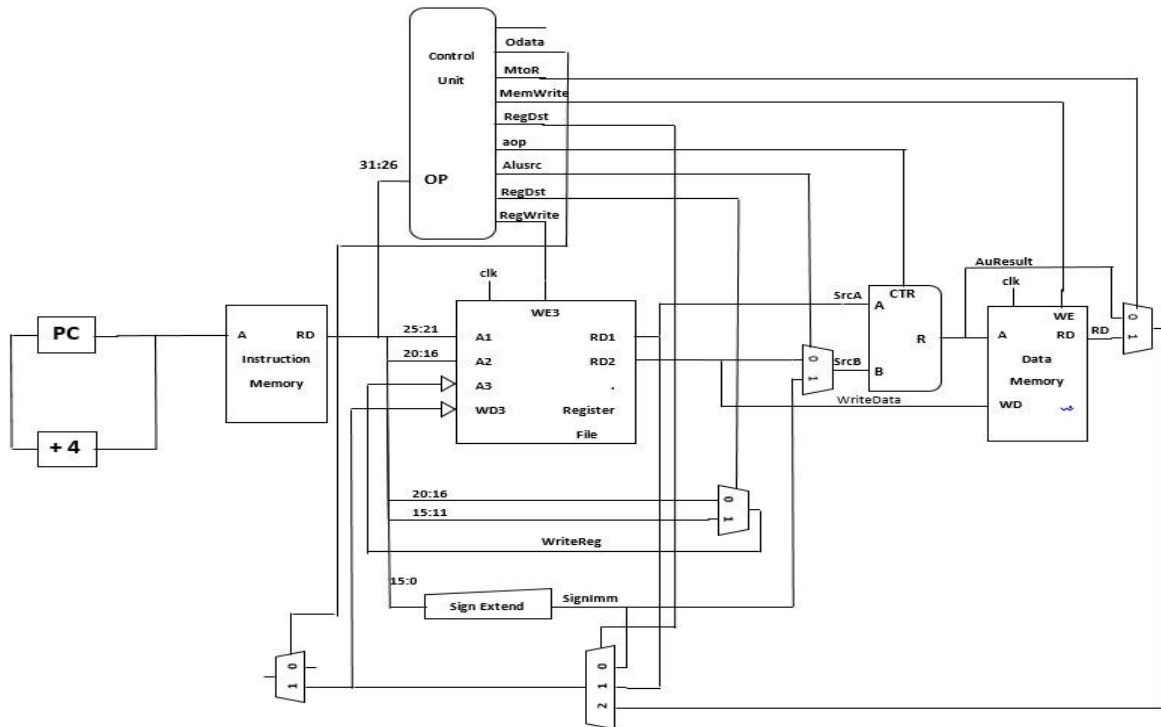 Control
Unit
Odata
MtoR
MemWrite
RegDst
aop
Alusrc
RegDst
RegWrite
31:26
OP
clk
WE3
25:21
A1
RD1
20:16
A2
RD2
A3
.
WD3
Register
File
PC
+ 4
A
RD
Instruction
Memory
SrcA
A
CTR
R
SrcB
B
0
1
AuResult
clk
WE
A
RD
RD
Data
Memory
WD
WriteData
0
1
20:16
15:11
0
1
WriteReg
15:0
Sign Extend
SignImm
0
1
0
1
2